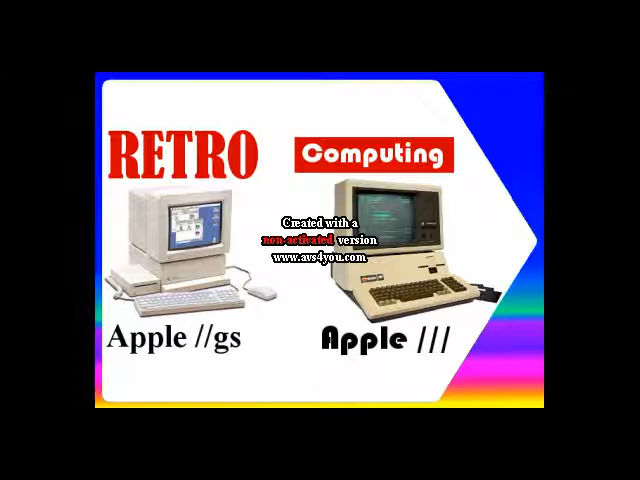 RETRO
Computing
Created with a
non-activated version
www.avs4you.com
Apple //gs
Apple ///